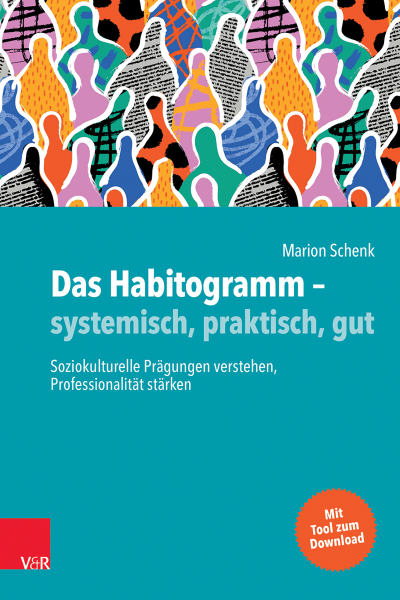 Marion Schenk
Das Habitogramm –
systemisch, praktisch, gut
Soziokulturelle Prägungen verstehen,
Professionalität stärken
Mit
Tool zum
Download
V&R